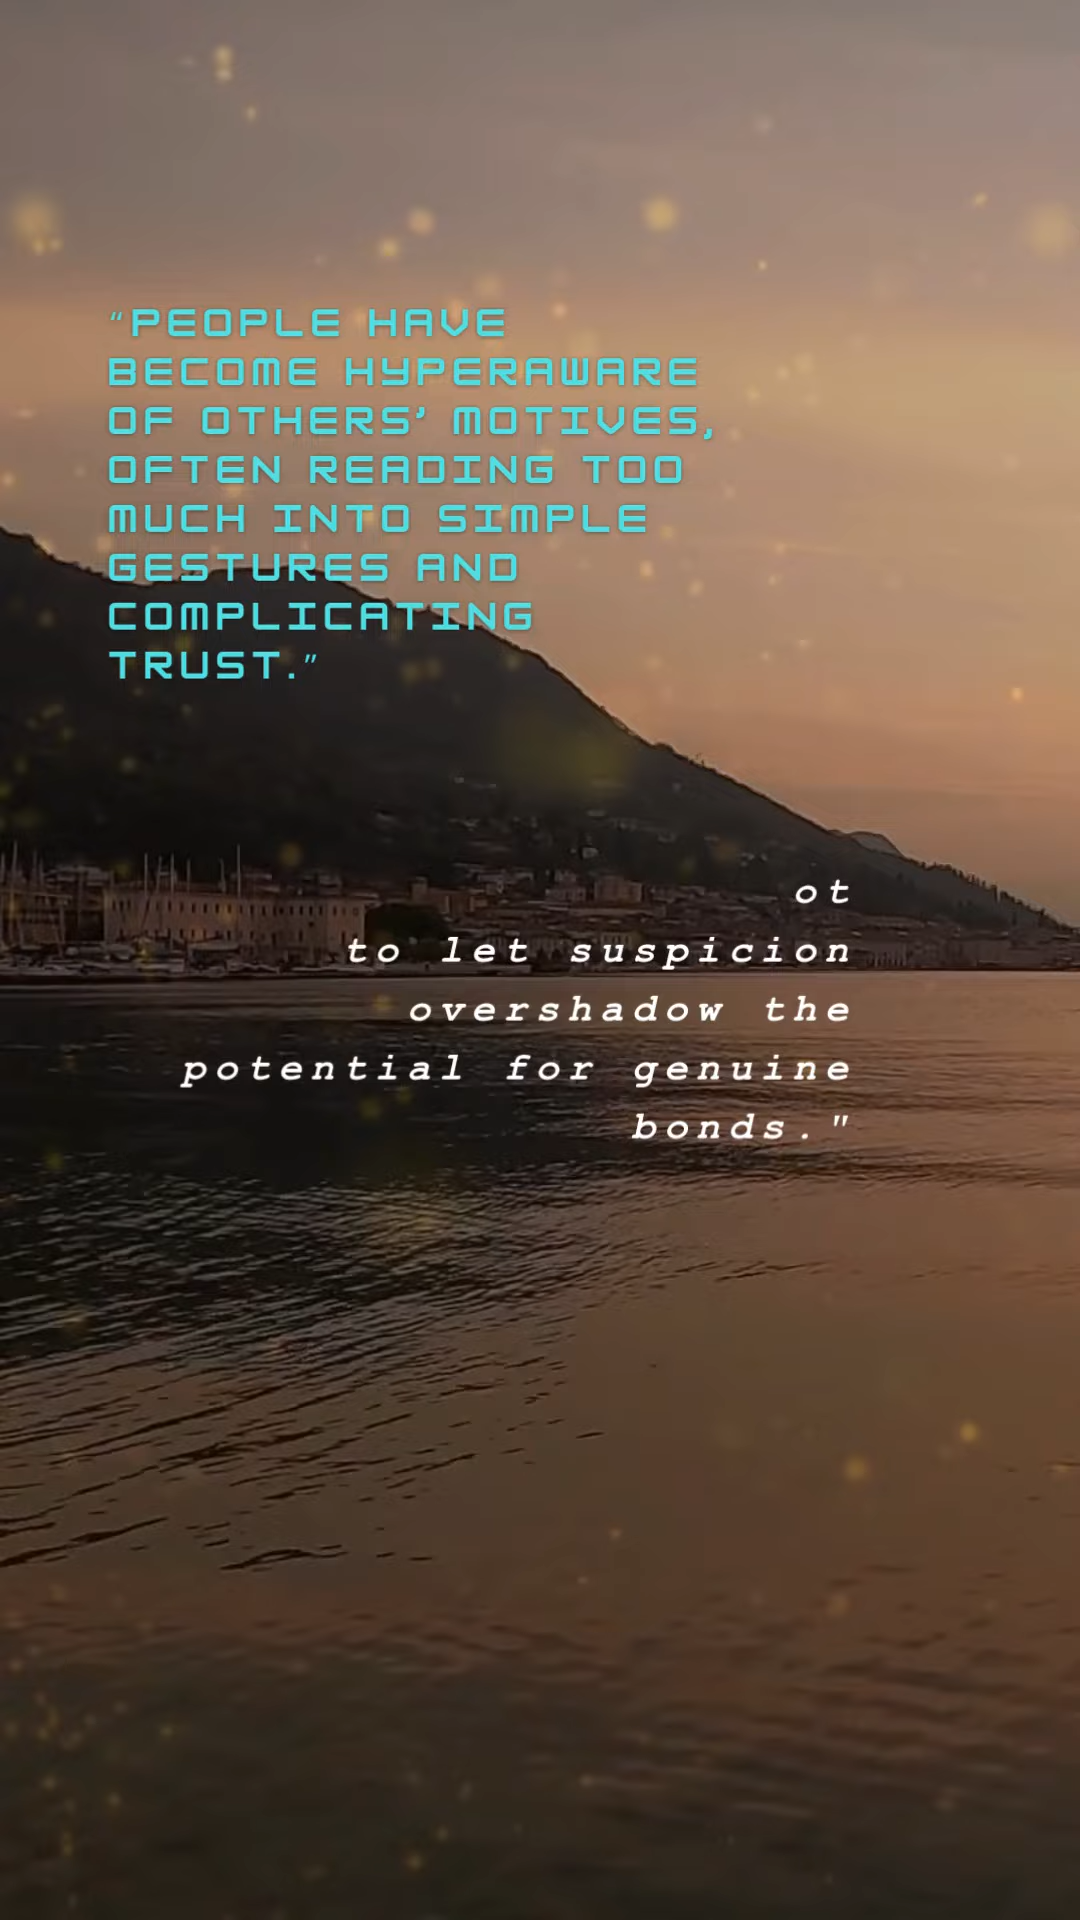 “PEOPLE HAVE
BECOME HYPERAWARE
OF OTHERS’ MOTIVES,
OFTEN READING TOO
MUCH INTO SIMPLE
GESTURES AND
COMPLICATING
TRUST.”
ot
to let suspicion
overshadow the
potential for genuine
bonds."